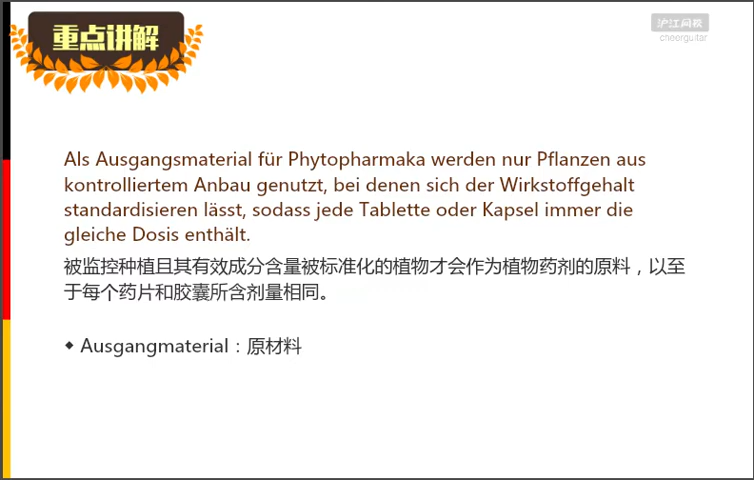 重点讲解
沪江网校
cheerguitar
Als Ausgangsmaterial für Phytopharmaka werden nur Pflanzen aus
kontrolliertem Anbau genutzt, bei denen sich der Wirkstoffgehalt
standardisieren lässt, sodass jede Tablette oder Kapsel immer die
gleiche Dosis enthält.
被监控种植且其有效成分含量被标准化的植物才会作为植物药剂的原料，以至
于每个药片和胶囊所含剂量相同。
◆ Ausgangmaterial：原材料